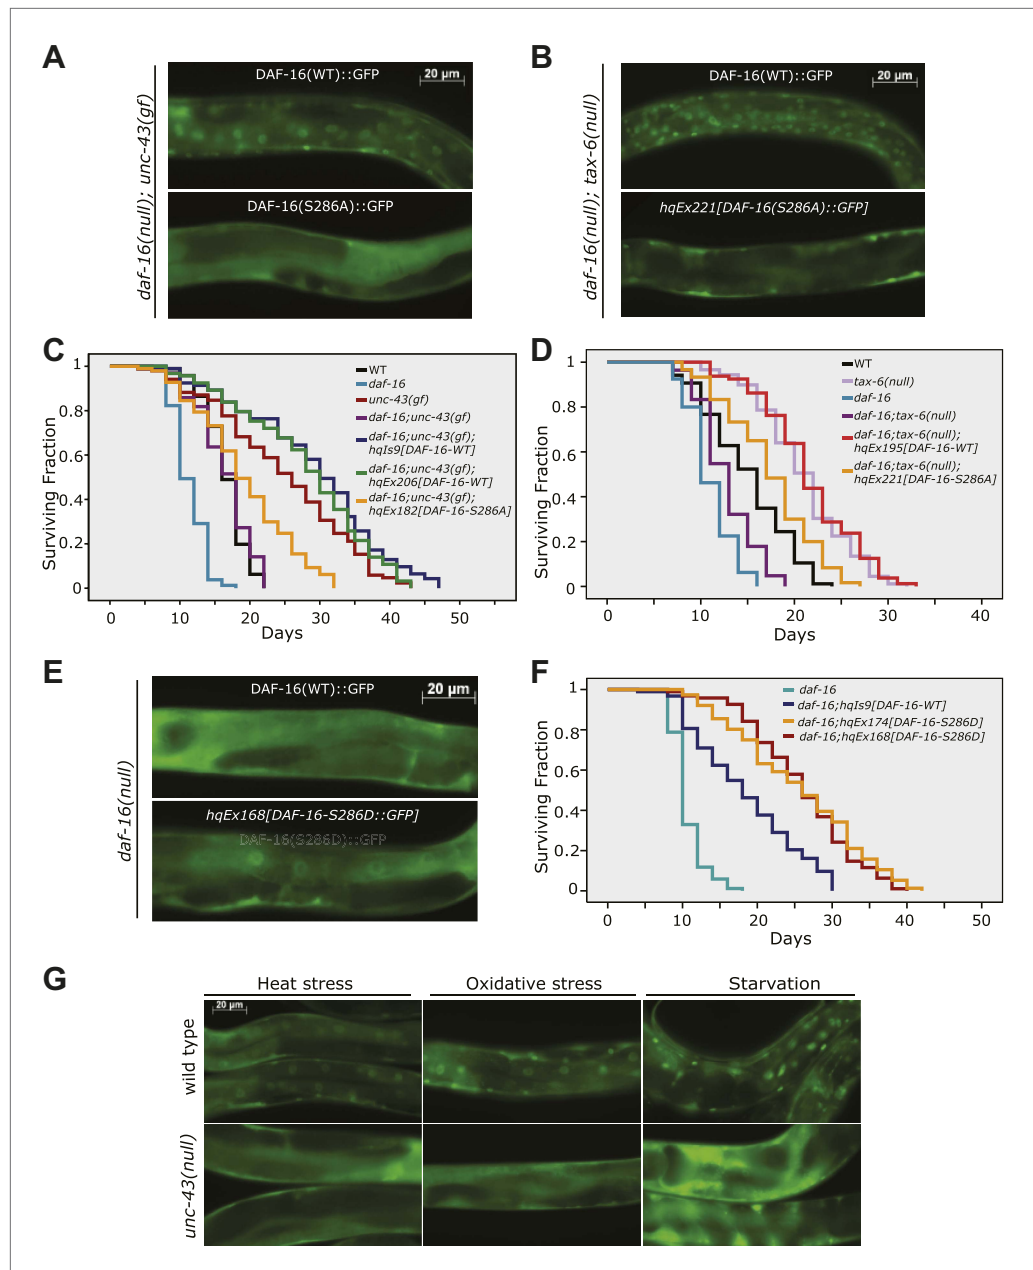 A
B
DAF-16(WT)::GFP
20 µm
daf-16(null); unc-43(gf)
DAF-16(S286A)::GFP
DAF-16(WT)::GFP
20 µm
daf-16(null); tax-6(null)
hqEx221[DAF-16(S286A)::GFP]
C
Surviving Fraction
1
0.8
0.6
0.4
0.2
0
0 10 20 30 40 50
Days
WT
daf-16
unc-43(gf)
daf-16;unc-43(gf)
daf-16;unc-43(gf);
hqIs9[DAF-16-WT]
daf-16;unc-43(gf);
hqEx206[DAF-16-WT]
daf-16;unc-43(gf);
hqEx182[DAF-16-S286A]
D
Surviving Fraction
1
0.8
0.6
0.4
0.2
0
0 10 20 30 40
Days
WT
tax-6(null)
daf-16
daf-16;tax-6(null)
daf-16;tax-6(null);
hqEx195[DAF-16-WT]
daf-16;tax-6(null);
hqEx221[DAF-16-S286A]
E
DAF-16(WT)::GFP
20 µm
daf-16(null)
hqEx168[DAF-16-S286D::GFP]
DAF-16(S286D)::GFP
F
Surviving Fraction
1
0.8
0.6
0.4
0.2
0
0 10 20 30 40 50
Days
daf-16
daf-16;hqIs9[DAF-16-WT]
daf-16;hqEx174[DAF-16-S286D]
daf-16;hqEx168[DAF-16-S286D]
G
Heat stress
Oxidative stress
Starvation
20 µm
wild type
unc-43(null)